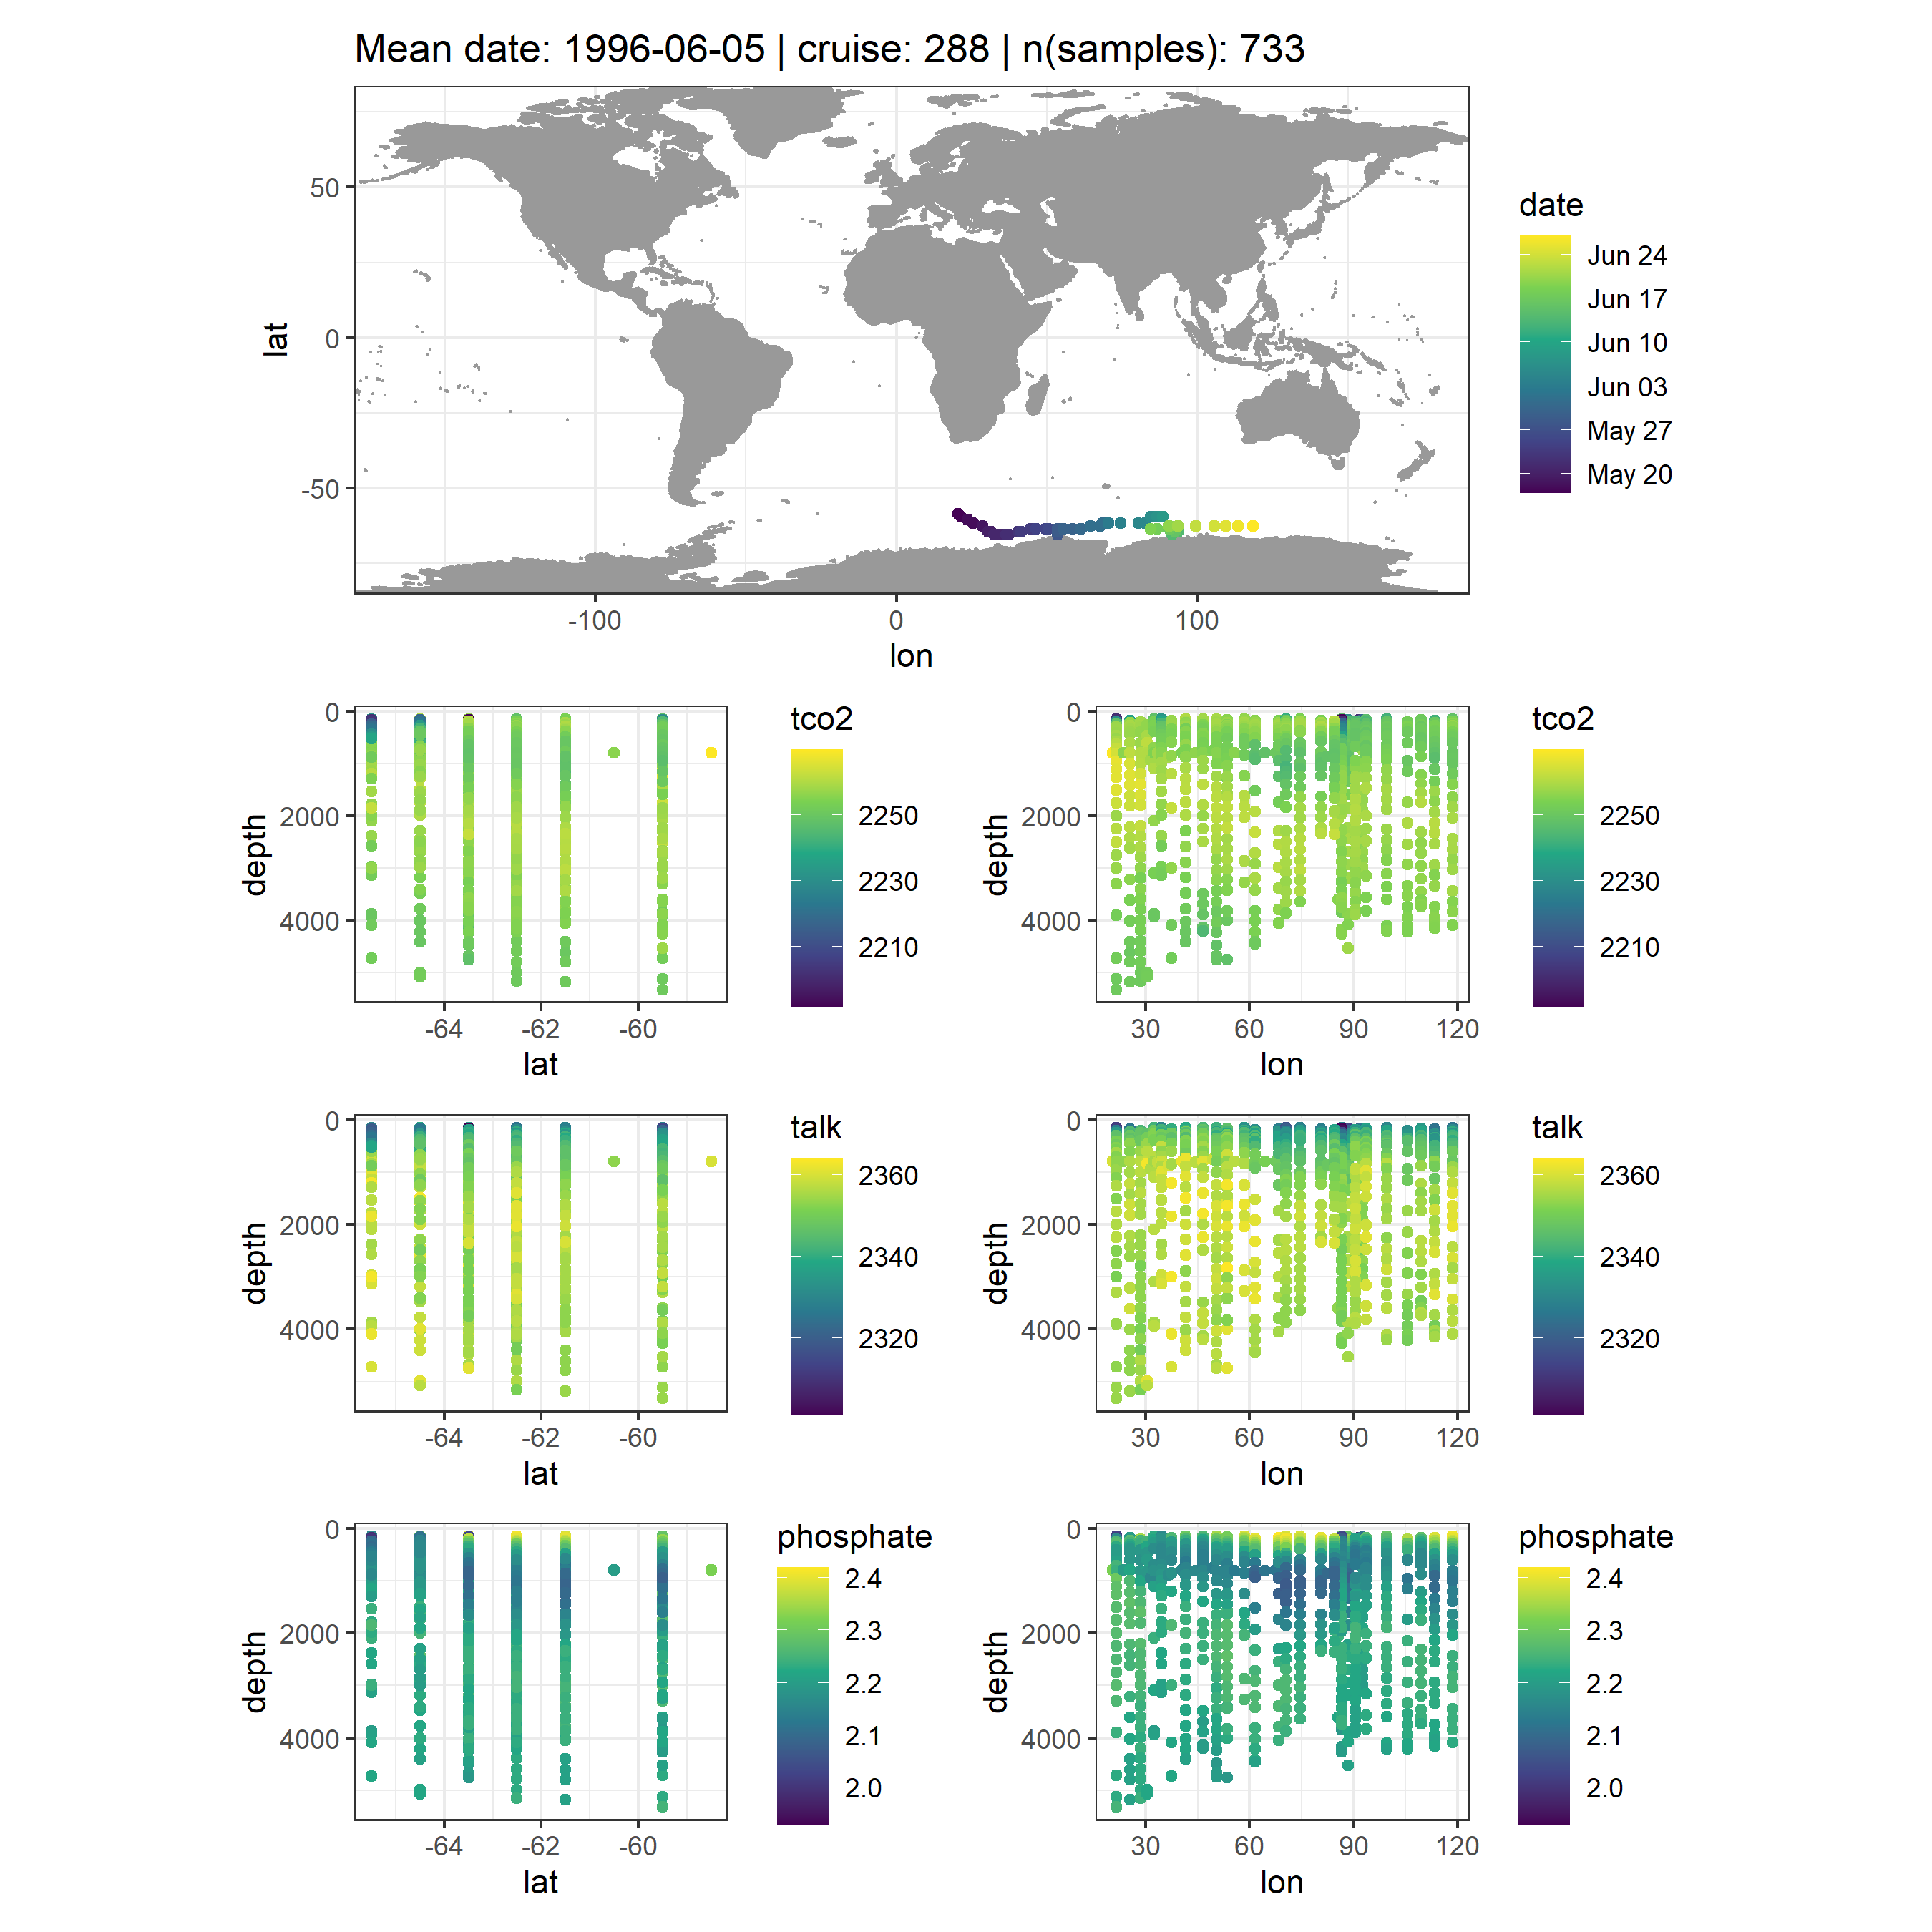 Mean date: 1996-06-05 | cruise: 288 | n(samples): 733
lat
50
0
-50
-100 0 100
lon
date
Jun 24
Jun 17
Jun 10
Jun 03
May 27
May 20
depth
0
2000
4000
-64 -62 -60
lat
tco2
2250
2230
2210
depth
0
2000
4000
30 60 90 120
lon
tco2
2250
2230
2210
depth
0
2000
4000
-64 -62 -60
lat
talk
2360
2340
2320
depth
0
2000
4000
30 60 90 120
lon
talk
2360
2340
2320
depth
0
2000
4000
-64 -62 -60
lat
phosphate
2.4
2.3
2.2
2.1
2.0
depth
0
2000
4000
30 60 90 120
lon
phosphate
2.4
2.3
2.2
2.1
2.0